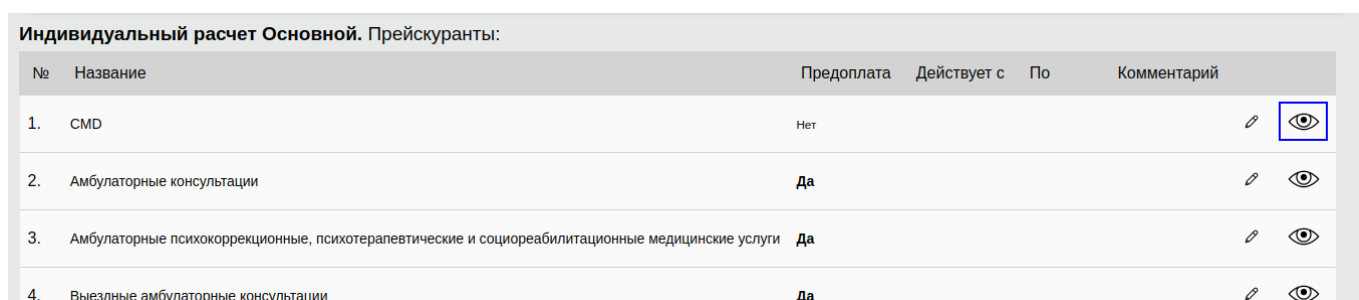 Индивидуальный расчет Основной. Прейскуранты:
№ Название Предоплата Действует с По Комментарий
1. CMD Нет
2. Амбулаторные консультации Да
3. Амбулаторные психокоррекционные, психотерапевтические и социореабилитационные медицинские услуги Да
4. Выездные амбулаторные консультации Да